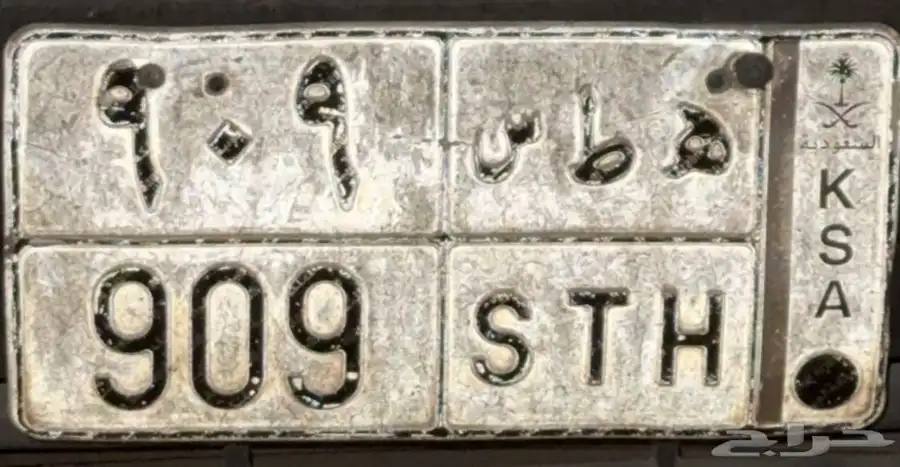 ٩٠٩ هـ ط س
909 STH
السعودية
K
S
A
حراج